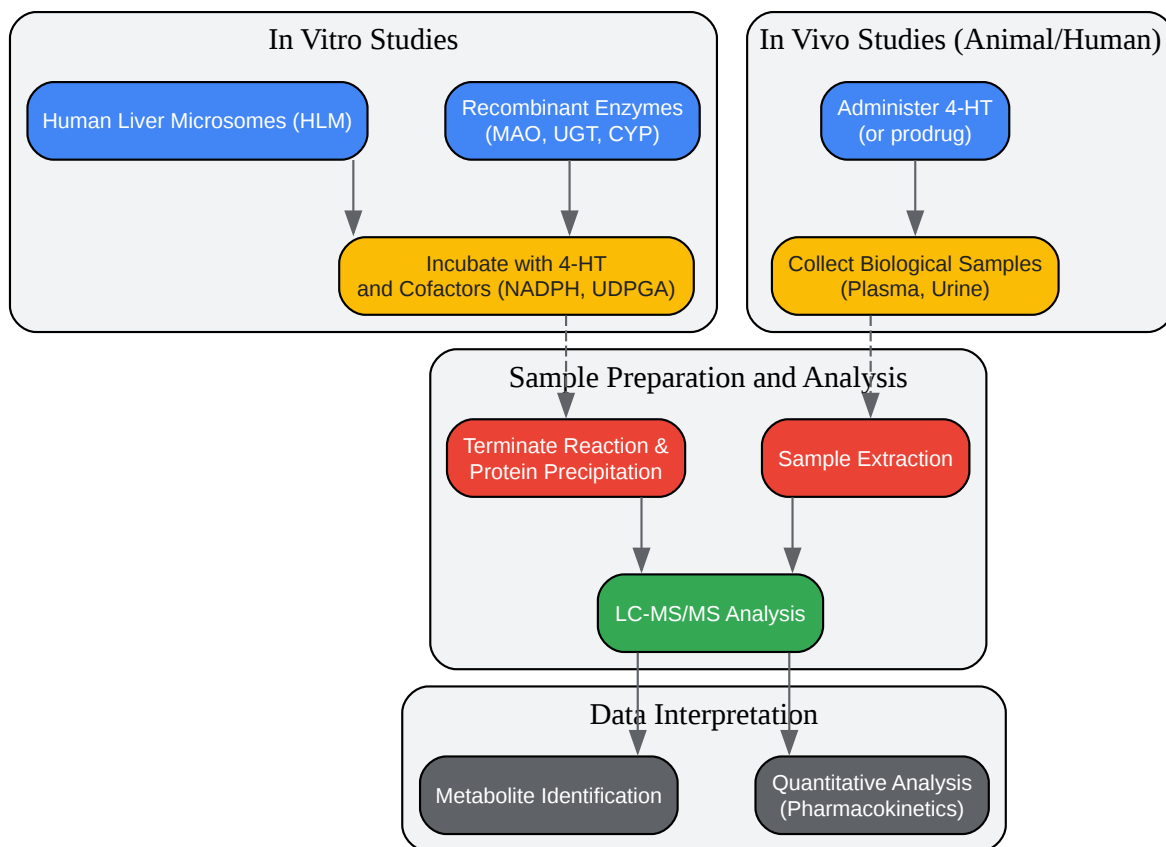 In Vitro Studies
Human Liver Microsomes (HLM)
Recombinant Enzymes
(MAO, UGT, CYP)
Incubate with 4-HT
and Cofactors (NADPH, UDPGA)
In Vivo Studies (Animal/Human)
Administer 4-HT
(or prodrug)
Collect Biological Samples
(Plasma, Urine)
Sample Preparation and Analysis
Terminate Reaction &
Protein Precipitation
Sample Extraction
LC-MS/MS Analysis
Data Interpretation
Metabolite Identification
Quantitative Analysis
(Pharmacokinetics)